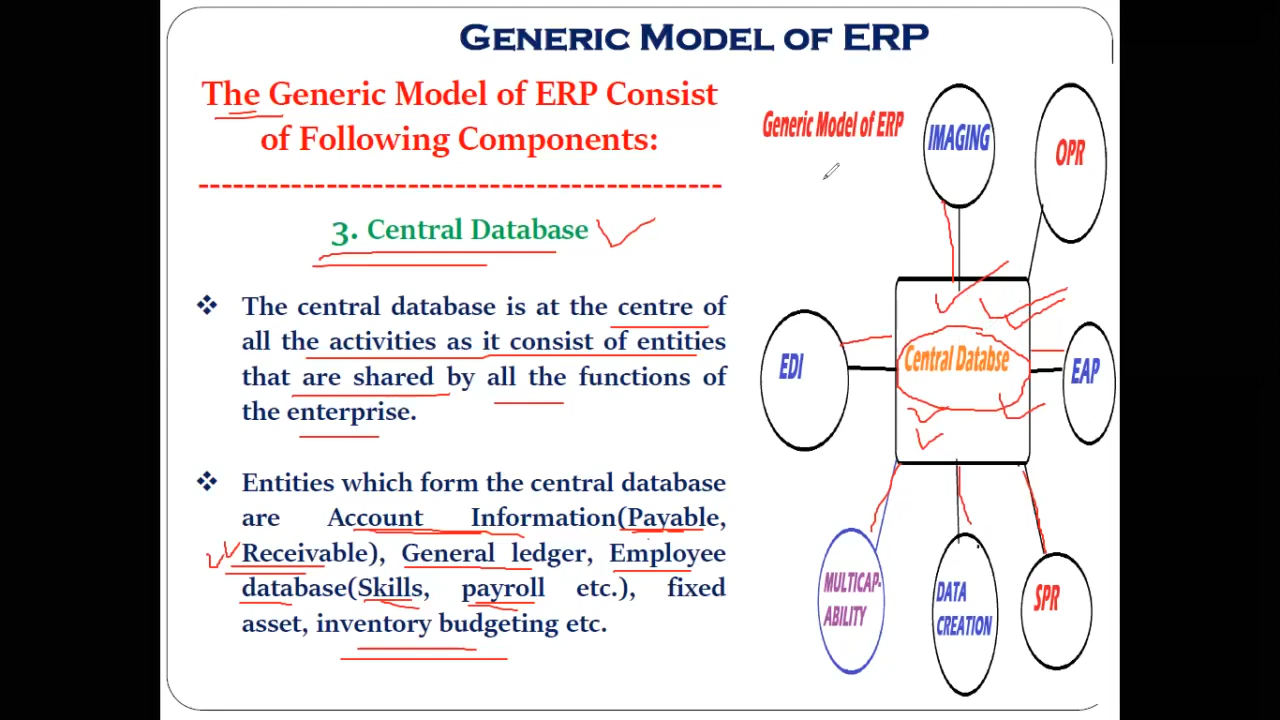 GENERIC MODEL OF ERP
The Generic Model of ERP Consist
of Following Components:
3. Central Database
The central database is at the centre of
all the activities as it consist of entities
that are shared by all the functions of
the enterprise.
Entities which form the central database
are Account Information(Payable,
Receivable), General ledger, Employee
database(Skills, payroll etc.), fixed
asset, inventory budgeting etc.
Generic Model of ERP
IMAGING
OPR
EDI
Central Databse
EAP
MULTICAP-
ABILITY
DATA
CREATION
SPR